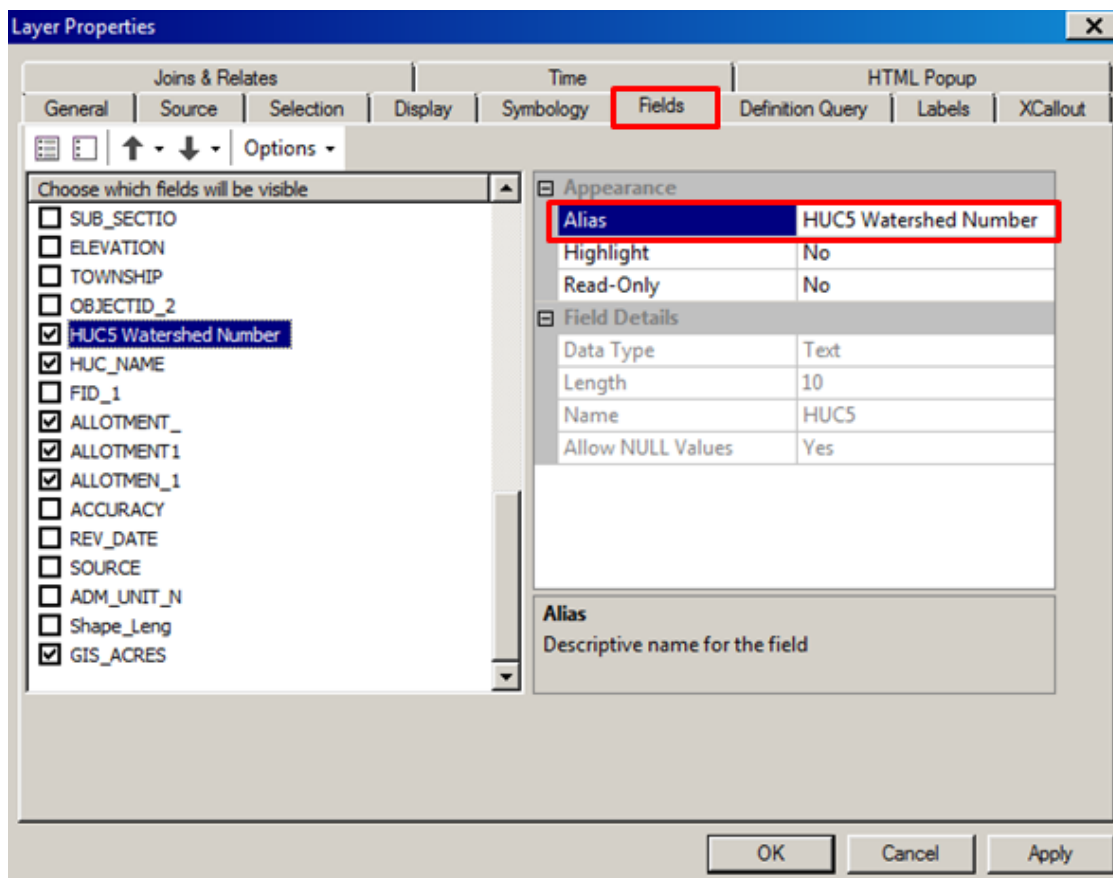 Layer Properties
Joins & Relates Time HTML Popup
General Source Selection Display Symbology Fields Definition Query Labels XCallout
Options
Choose which fields will be visible
SUB_SECTIO
ELEVATION
TOWNSHIP
OBJECTID_2
HUC5 Watershed Number
HUC_NAME
FID_1
ALLOTMENT_
ALLOTMENT1
ALLOTMEN_1
ACCURACY
REV_DATE
SOURCE
ADM_UNIT_N
Shape_Leng
GIS_ACRES
Appearance
Alias HUC5 Watershed Number
Highlight No
Read-Only No
Field Details
Data Type Text
Length 10
Name HUC5
Allow NULL Values Yes
Alias
Descriptive name for the field
OK Cancel Apply